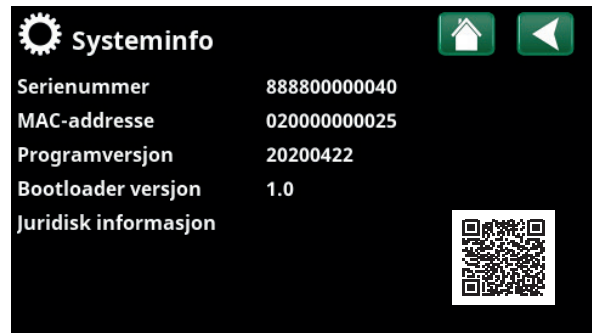 Systeminfo
Serienummer 888800000040
MAC-addresse 020000000025
Programversjon 20200422
Bootloader versjon 1.0
Juridisk informasjon